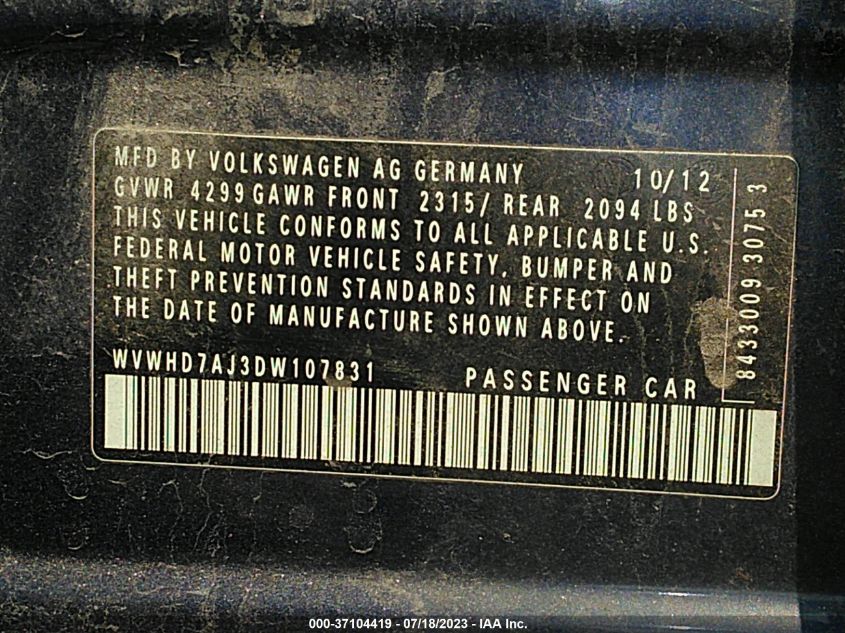 MFD BY VOLKSWAGEN AG GERMANY 10/12
GVWR 4299 GAWR FRONT 2315/ REAR 2094 LBS
THIS VEHICLE CONFORMS TO ALL APPLICABLE U.S.
FEDERAL MOTOR VEHICLE SAFETY, BUMPER AND
THEFT PREVENTION STANDARDS IN EFFECT ON
THE DATE OF MANUFACTURE SHOWN ABOVE.
WVWHD7AJ3DW107831 PASSENGER CAR
8433009 3075 3
000-37104419 - 07/18/2023 - IAA Inc.